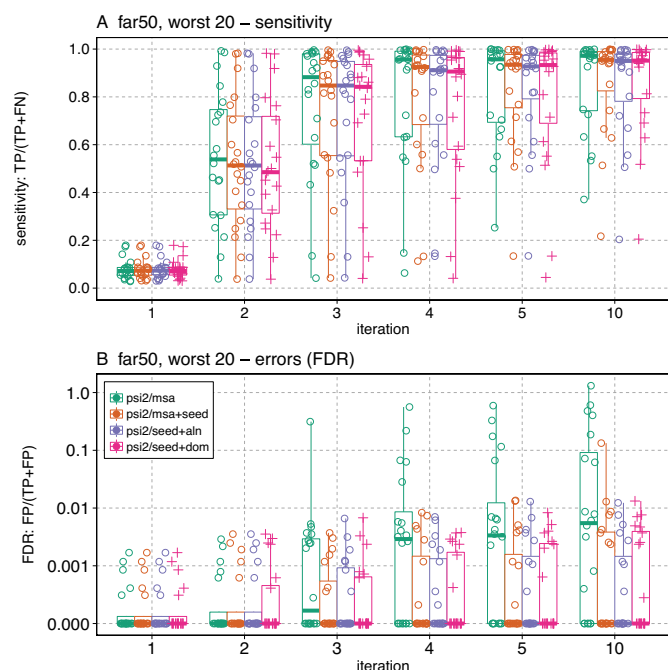 A far50, worst 20 – sensitivity
sensitivity: TP/(TP+FN)
1.0
0.8
0.6
0.4
0.2
0.0
1 2 3 4 5 10
iteration
B far50, worst 20 – errors (FDR)
FDR: FP/(TP+FP)
1.0
0.1
0.01
0.001
0.000
psi2/msa
psi2/msa+seed
psi2/seed+aln
psi2/seed+dom
1 2 3 4 5 10
iteration